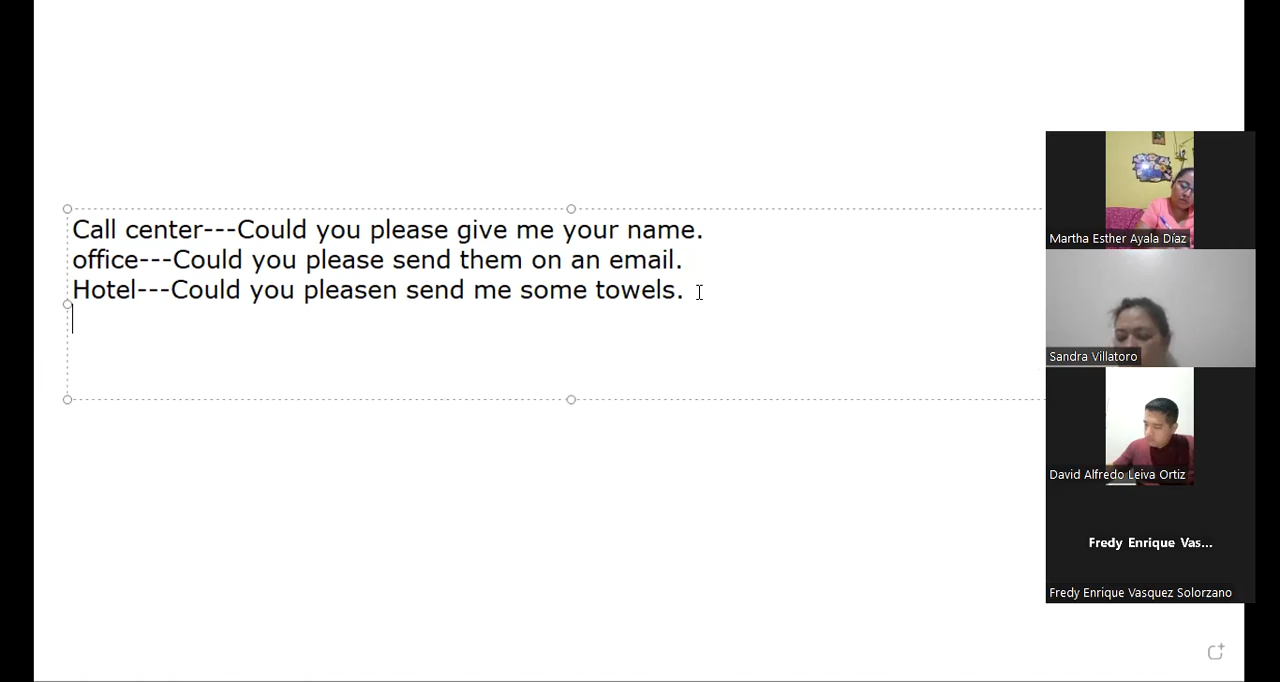 Call center---Could you please give me your name.
office---Could you please send them on an email.
Hotel---Could you pleasen send me some towels.
Martha Esther Ayala Díaz
Sandra Villatoro
David Alfredo Leiva Ortiz
Fredy Enrique Vas...
Fredy Enrique Vasquez Solorzano